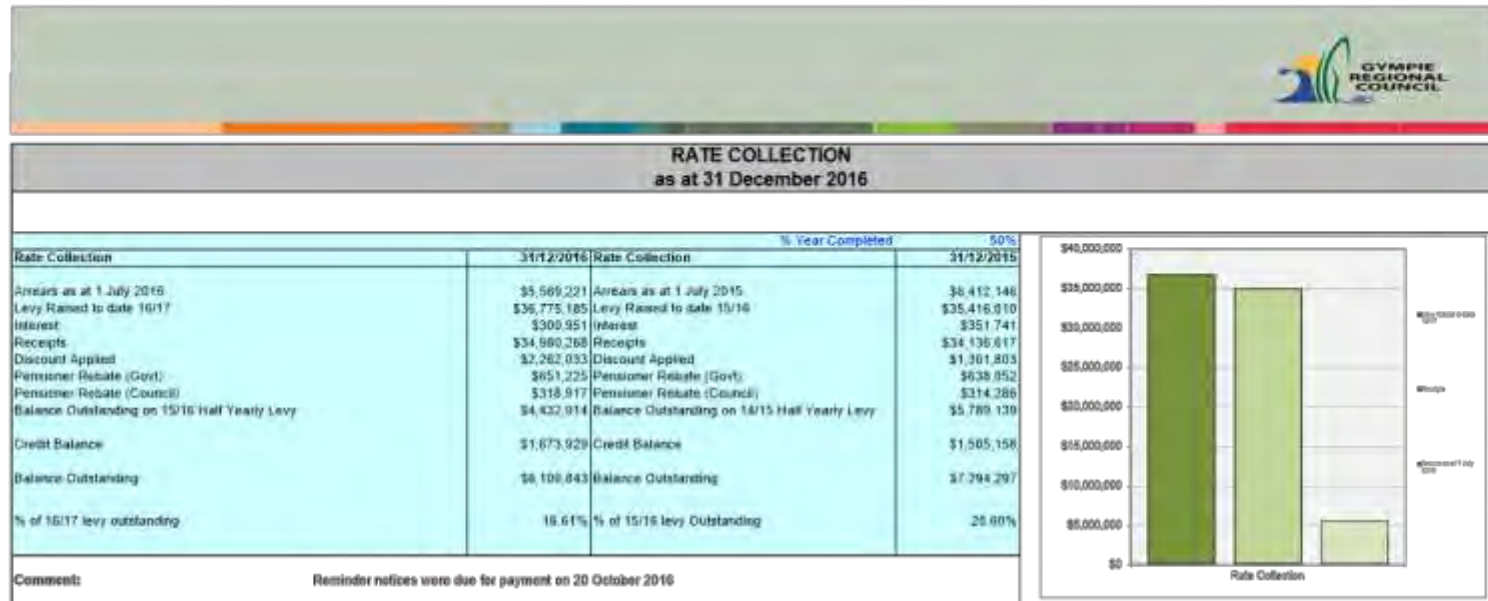 GYMPIE
REGIONAL
COUNCIL
RATE COLLECTION
as at 31 December 2016
% Year Completed 50%
Rate Collection 31/12/2016 Rate Collection 31/12/2015
Arrears as at 1 July 2016 $5,569,221 Arrears as at 1 July 2015 $6,412,146
Levy Raised to date 16/17 $36,775,185 Levy Raised to date 15/16 $35,416,010
Interest $300,951 Interest $351,741
Receipts $34,980,268 Receipts $34,136,617
Discount Applied $2,262,033 Discount Applied $1,301,803
Pensioner Rebate (Govt) $651,225 Pensioner Rebate (Govt) $638,052
Pensioner Rebate (Council) $318,917 Pensioner Rebate (Council) $314,286
Balance Outstanding on 15/16 Half Yearly Levy $4,432,914 Balance Outstanding on 14/15 Half Yearly Levy $5,789,139
Credit Balance $1,673,929 Credit Balance $1,505,158
Balance Outstanding $6,106,843 Balance Outstanding $7,294,297
% of 16/17 levy outstanding 16.61% % of 15/16 levy Outstanding 20.60%
Comment: Reminder notices were due for payment on 20 October 2016
$40,000,000
$35,000,000
$30,000,000
$25,000,000
$20,000,000
$15,000,000
$10,000,000
$5,000,000
$0
Rate Collection
Receipts